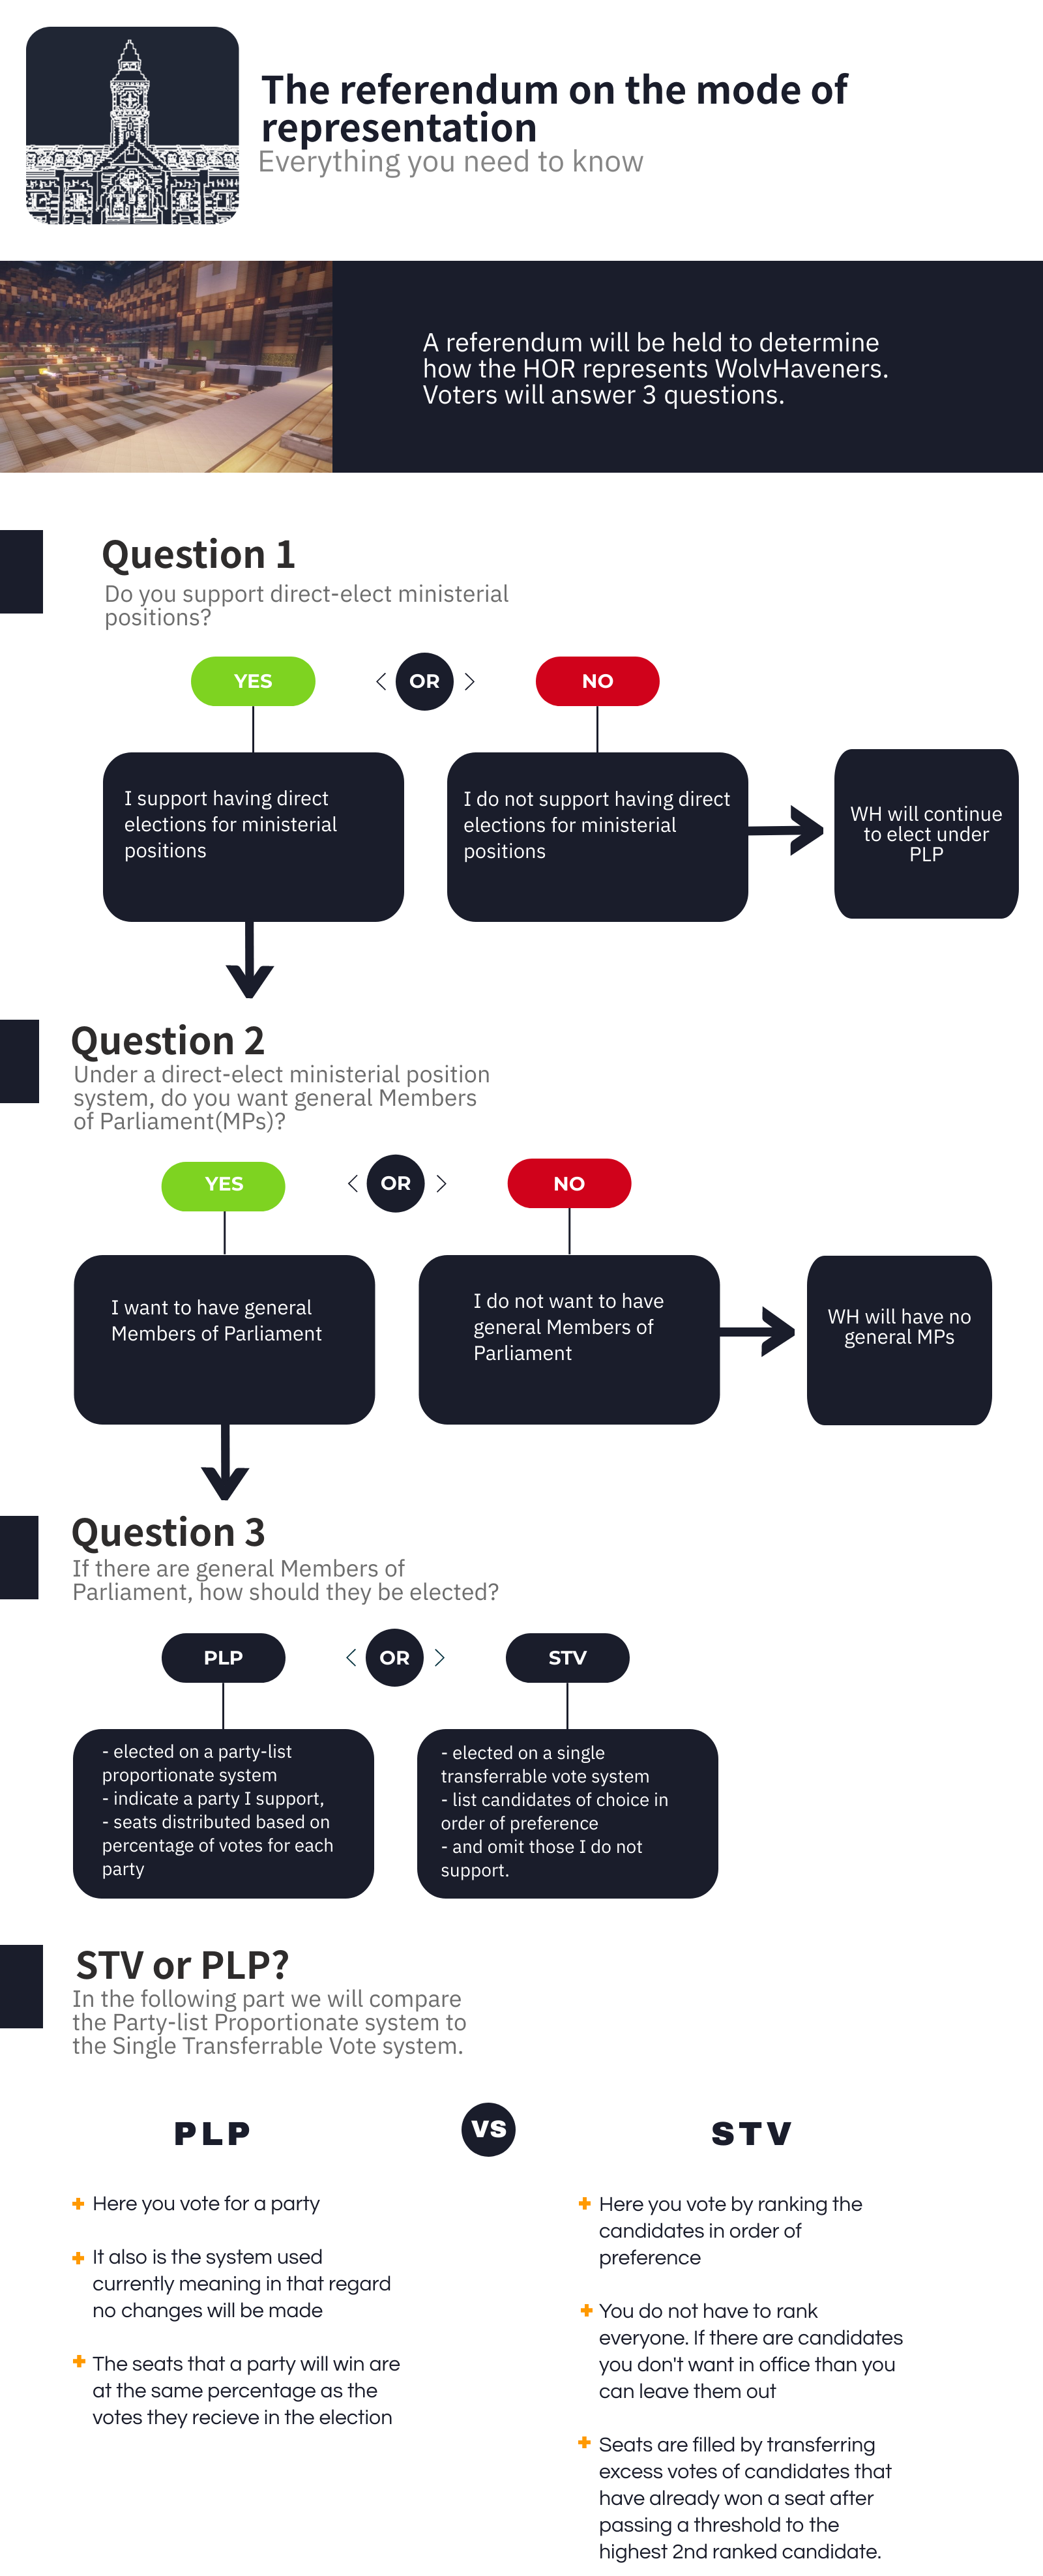 The referendum on the mode of
representation
Everything you need to know
A referendum will be held to determine
how the HOR represents WolvHaveners.
Voters will answer 3 questions.
Question 1
Do you support direct-elect ministerial
positions?
YES
OR
NO
I support having direct
elections for ministerial
positions
I do not support having direct
elections for ministerial
positions
WH will continue
to elect under
PLP
Question 2
Under a direct-elect ministerial position
system, do you want general Members
of Parliament(MPs)?
YES
OR
NO
I want to have general
Members of Parliament
I do not want to have
general Members of
Parliament
WH will have no
general MPs
Question 3
If there are general Members of
Parliament, how should they be elected?
PLP
OR
STV
- elected on a party-list
proportionate system
- indicate a party I support,
- seats distributed based on
percentage of votes for each
party
- elected on a single
transferrable vote system
- list candidates of choice in
order of preference
- and omit those I do not
support.
STV or PLP?
In the following part we will compare
the Party-list Proportionate system to
the Single Transferrable Vote system.
PLP
VS
STV
Here you vote for a party
It also is the system used
currently meaning in that regard
no changes will be made
The seats that a party will win are
at the same percentage as the
votes they recieve in the election
Here you vote by ranking the
candidates in order of
preference
You do not have to rank
everyone. If there are candidates
you don't want in office than you
can leave them out
Seats are filled by transferring
excess votes of candidates that
have already won a seat after
passing a threshold to the
highest 2nd ranked candidate.